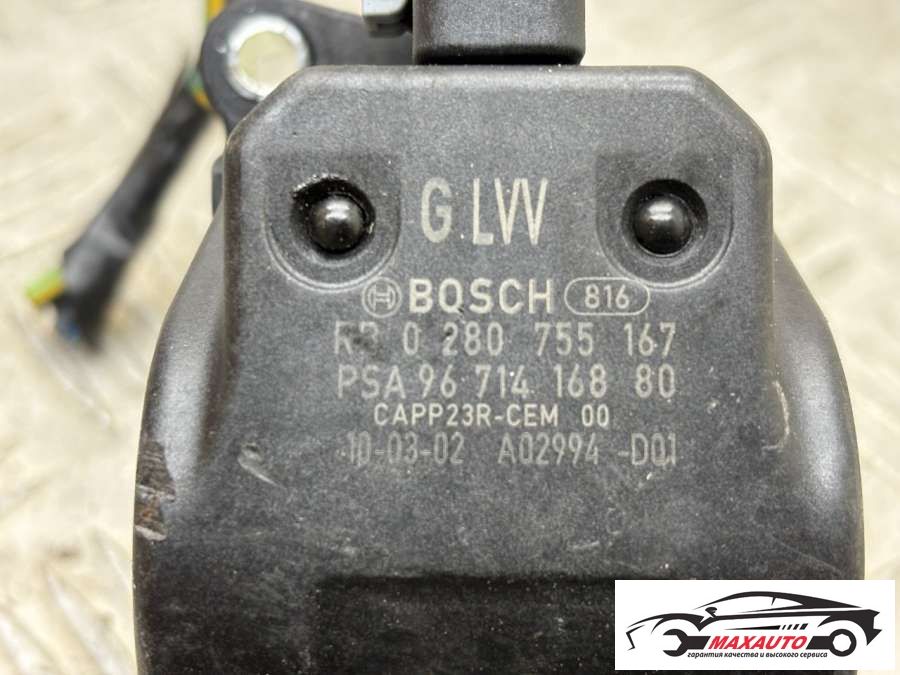 G.LVV
BOSCH 816
RB 0 280 755 167
PSA 96 714 168 80
CAPP23R-CEM 00
10-03-02 A02994 -D01
MAXAUTO
гарантия качества и высокого сервиса